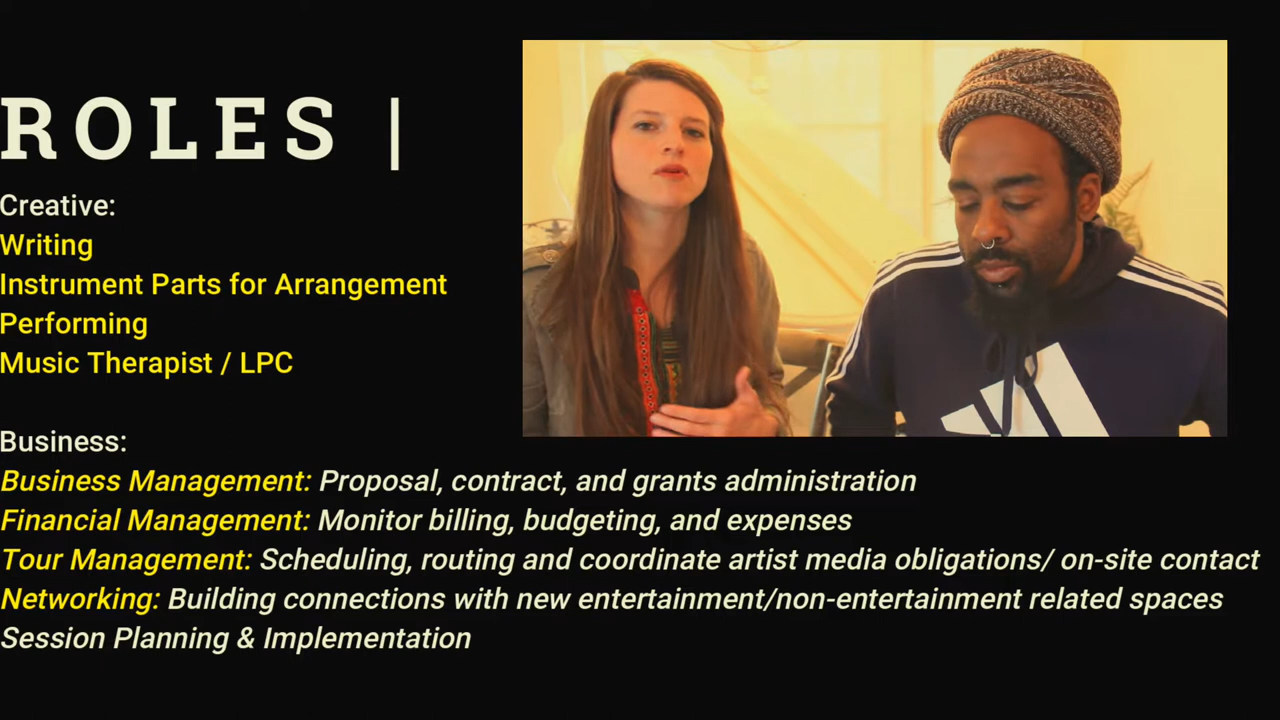 ROLES |
Creative:
Writing
Instrument Parts for Arrangement
Performing
Music Therapist / LPC
Business:
Business Management: Proposal, contract, and grants administration
Financial Management: Monitor billing, budgeting, and expenses
Tour Management: Scheduling, routing and coordinate artist media obligations/ on-site contact
Networking: Building connections with new entertainment/non-entertainment related spaces
Session Planning & Implementation